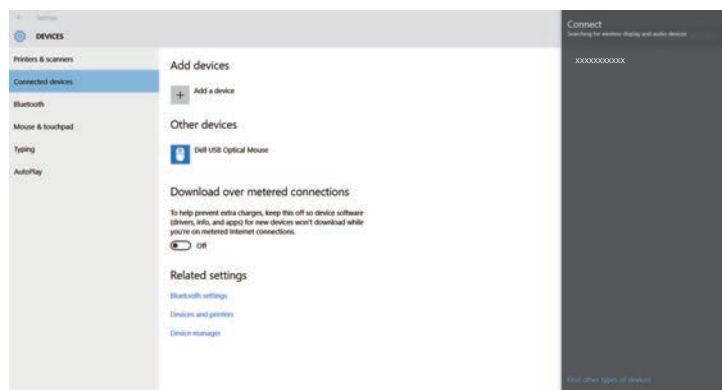 Settings
DEVICES
Printers & scanners
Connected devices
Bluetooth
Mouse & touchpad
Typing
AutoPlay
Add devices
Add a device
Other devices
Dell USB Optical Mouse
Download over metered connections
To help prevent extra charges, keep this off so device software
(drivers, info, and apps) for new devices won't download while
you're on metered Internet connections.
Off
Related settings
Bluetooth settings
Devices and printers
Device manager
Connect
Searching for wireless display and audio devices
XXXXXXXXXXX
Find other types of devices